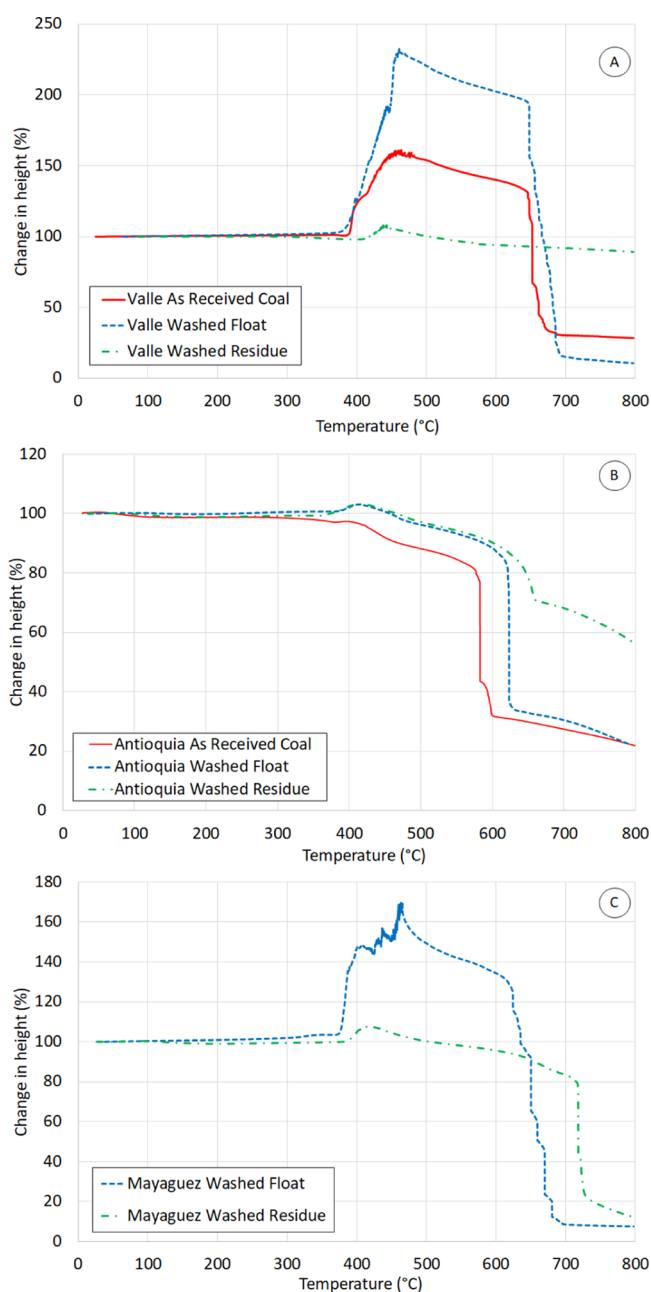 250
200
150
100
50
0
Change in height (%)
A
Valle As Received Coal
Valle Washed Float
Valle Washed Residue
0 100 200 300 400 500 600 700 800
Temperature (°C)
120
100
80
60
40
20
0
Change in height (%)
B
Antioquia As Received Coal
Antioquia Washed Float
Antioquia Washed Residue
0 100 200 300 400 500 600 700 800
Temperature (°C)
180
160
140
120
100
80
60
40
20
0
Change in height (%)
C
Mayaguez Washed Float
Mayaguez Washed Residue
0 100 200 300 400 500 600 700 800
Temperature (°C)